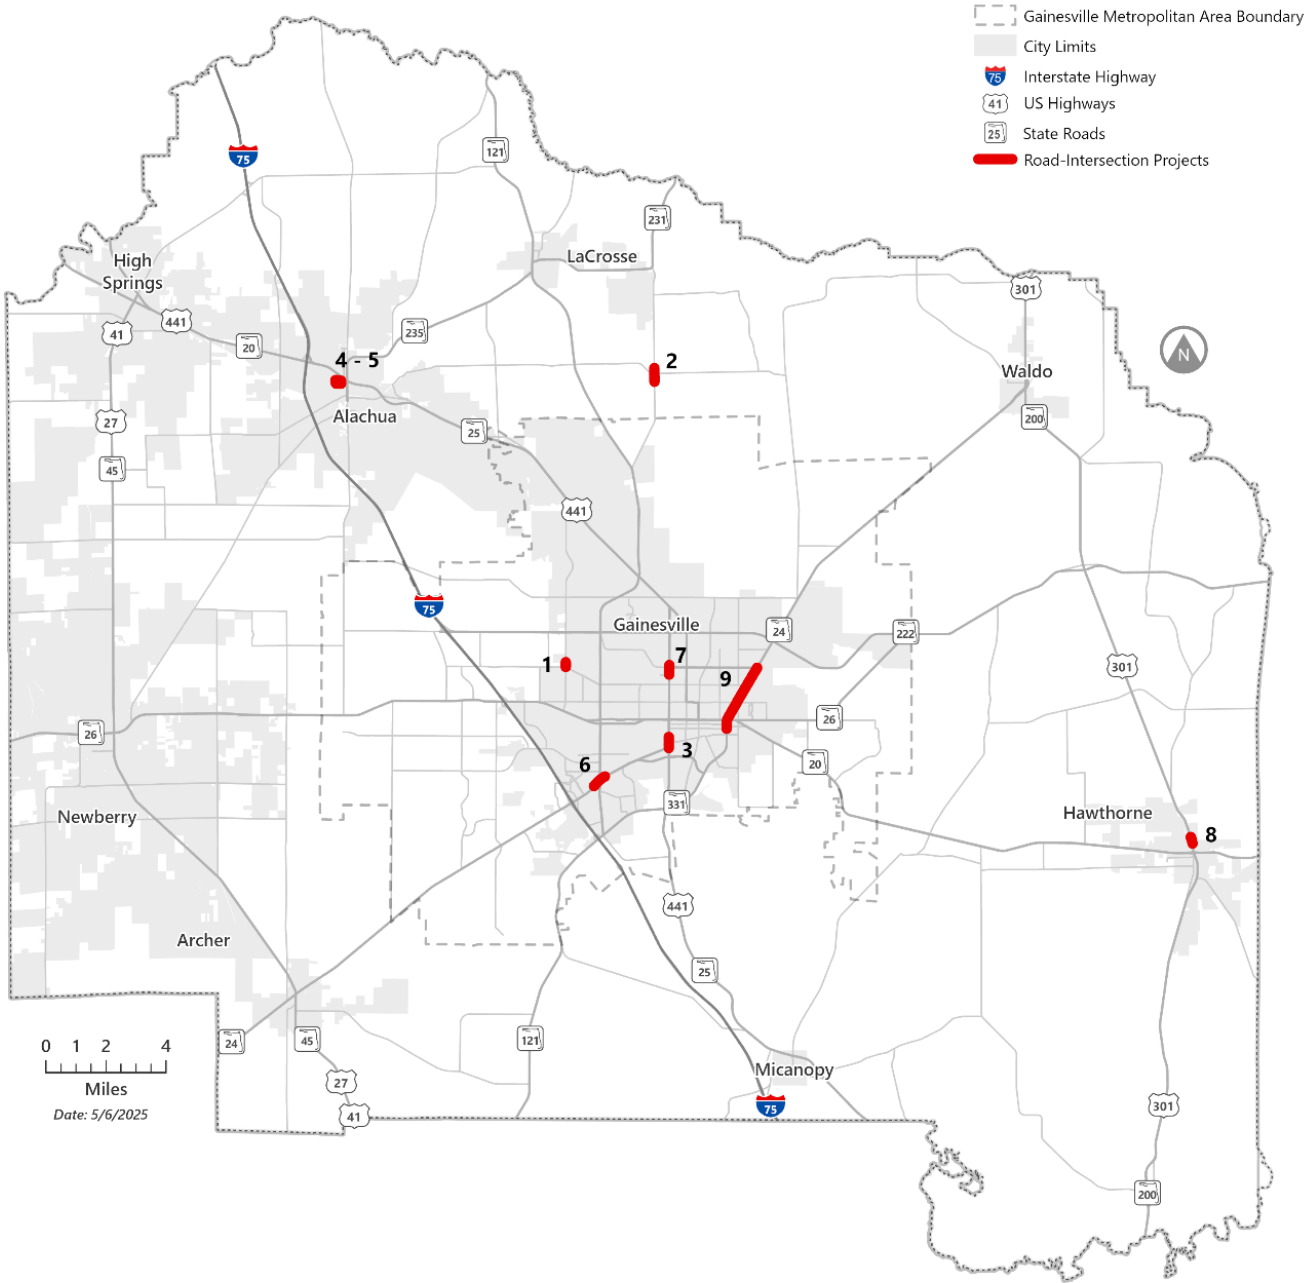 Gainesville Metropolitan Area Boundary
City Limits
75 Interstate Highway
41 US Highways
25 State Roads
Road-Intersection Projects
75
121
231
LaCrosse
High
Springs
301
441
41
235
20
N
4 - 5
2
Waldo
Alachua
27
200
25
45
441
75
Gainesville
24
222
1
7
301
9
26
26
3
20
6
331
Newberry
Hawthorne
8
441
Archer
25
0 1 2 4
24
45
121
Miles
Micanopy
27
Date: 5/6/2025
75
301
41
200